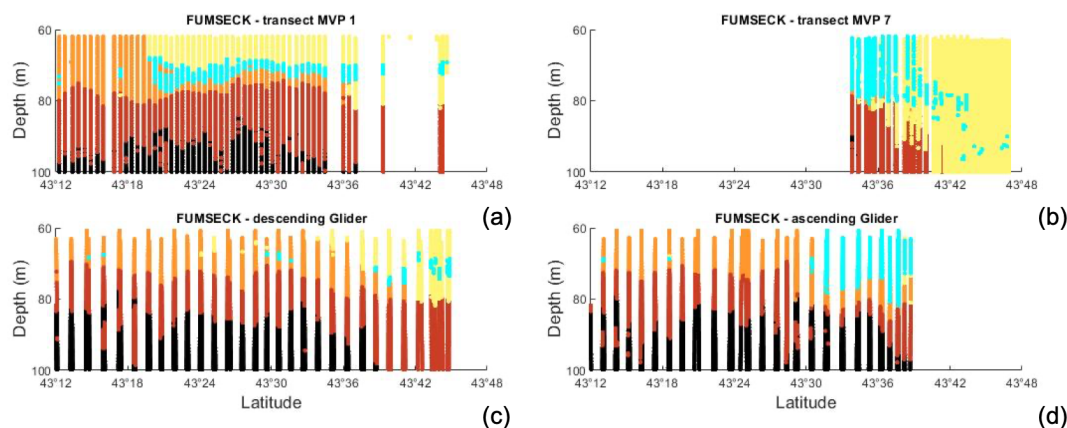 FUMSECK - transect MVP 1
60
80
100
Depth (m)
43°12
43°18
43°24
43°30
43°36
43°42
43°48
(a)
FUMSECK - transect MVP 7
60
80
100
Depth (m)
43°12
43°18
43°24
43°30
43°36
43°42
43°48
(b)
FUMSECK - descending Glider
60
80
100
Depth (m)
43°12
43°18
43°24
43°30
43°36
43°42
43°48
Latitude
(c)
FUMSECK - ascending Glider
60
80
100
Depth (m)
43°12
43°18
43°24
43°30
43°36
43°42
43°48
Latitude
(d)